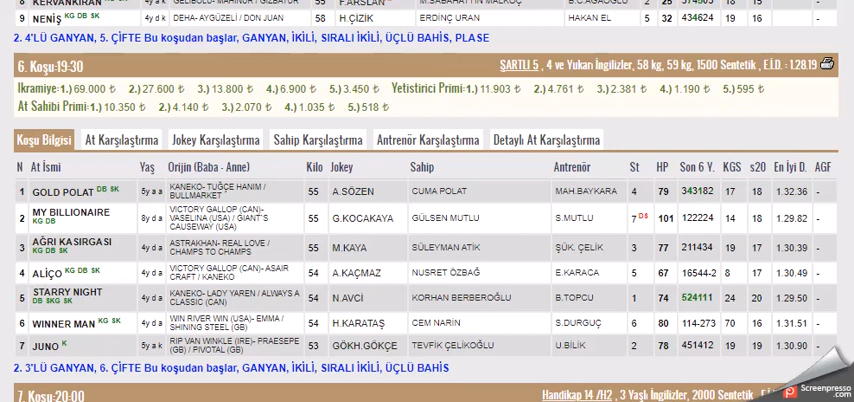 9 NENİŞ KG DB SK 4y d k DEHA- AYGÜZELİ / DON JUAN 58 H.ÇİZİK ERDİNÇ URAN HAKAN EL 5 32 434624 19 16
2. 4'LÜ GANYAN, 5. ÇİFTE Bu koşudan başlar, GANYAN, İKİLİ, SIRALI İKİLİ, ÜÇLÜ BAHİS, PLASE
6. Koşu:19:30 ŞARTLI 5 , 4 ve Yukarı İngilizler, 58 kg, 59 kg, 1500 Sentetik , E.İ.D. : 1.28.19
Ikramiye: 1.) 69.000 ₺ 2.) 27.600 ₺ 3.) 13.800 ₺ 4.) 6.900 ₺ 5.) 3.450 ₺ Yetistirici Primi: 1.) 11.903 ₺ 2.) 4.761 ₺ 3.) 2.381 ₺ 4.) 1.190 ₺ 5.) 595 ₺
At Sahibi Primi: 1.) 10.350 ₺ 2.) 4.140 ₺ 3.) 2.070 ₺ 4.) 1.035 ₺ 5.) 518 ₺
Koşu Bilgisi At Karşılaştırma Jokey Karşılaştırma Sahip Karşılaştırma Antrenör Karşılaştırma Detaylı At Karşılaştırma
N At İsmi Yaş Orijin (Baba - Anne) Kilo Jokey Sahip Antrenör St HP Son 6 Y. KGS s20 En İyi D. AGF
1 GOLD POLAT DB SK 5y a a KANEKO- TUĞÇE HANIM / BULLMARKET 55 A.SÖZEN CUMA POLAT MAH.BAYKARA 4 79 343182 17 18 1.32.36 -
2 MY BILLIONAIRE KG DB 8y d a VICTORY GALLOP (CAN)- VASELINA (USA) / GIANT'S CAUSEWAY (USA) 55 G.KOCAKAYA GÜLSEN MUTLU S.MUTLU 7 DS 101 122224 14 18 1.29.82 -
3 AĞRI KASIRGASI KG DB SK 4y d a ASTRAKHAN- REAL LOVE / CHAMPS TO CHAMPS 55 M.KAYA SÜLEYMAN ATİK ŞÜK. ÇELİK 3 77 211434 19 17 1.30.39 -
4 ALİÇO KG DB SK 4y d a VICTORY GALLOP (CAN)- ASAIR CRAFT / KANEKO 54 A.KAÇMAZ NUSRET ÖZBAĞ E.KARACA 5 67 16544-2 8 17 1.30.49 -
5 STARRY NIGHT DB SKG SK 4y d a KANEKO- LADY YAREN / ALWAYS A CLASSIC (CAN) 54 N.AVCİ KORHAN BERBEROĞLU B.TOPCU 1 74 524111 24 20 1.29.50 -
6 WINNER MAN KG SK 4y d a WIN RIVER WIN (USA)- EMMA / SHINING STEEL (GB) 54 H.KARATAŞ CEM NARİN S.DURGUÇ 6 80 114-273 70 16 1.31.51 -
7 JUNO K 5y a k RIP VAN WINKLE (IRE)- PRAESEPE (GB) / PIVOTAL (GB) 53 GÖKH.GÖKÇE TEVFİK ÇELİKOĞLU U.BİLİK 2 78 451412 19 19 1.30.90 -
2. 3'LÜ GANYAN, 6. ÇİFTE Bu koşudan başlar, GANYAN, İKİLİ, SIRALI İKİLİ, ÜÇLÜ BAHİS
7. Koşu:20:00 Handikap 14 /H2 , 3 Yaşlı İngilizler, 2000 Sentetik
Screenpresso.com